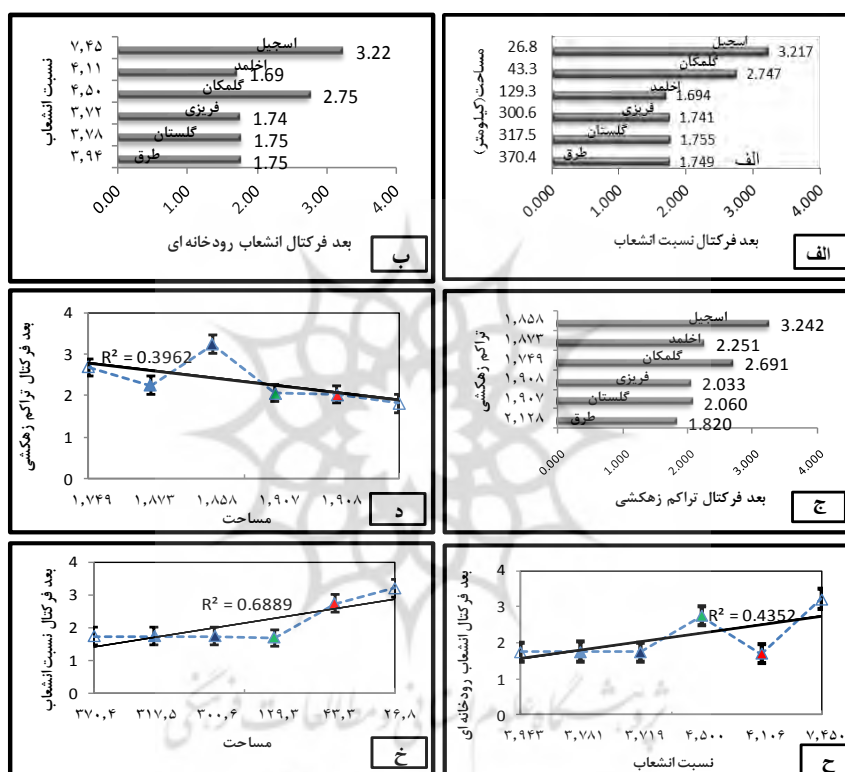 مساحت(کیلومتر)
26.8 اسجیل 3.217
43.3 گلمکان 2.747
129.3 اخلمد 1.694
300.6 فریزی 1.741
317.5 گلستان 1.755
370.4 طرق 1.749 الف
0.000 1.000 2.000 3.000 4.000
بعد فرکتال نسبت انشعاب
الف
نسبت انشعاب
۷,۴۵ اسجیل 3.22
۴,۱۱ اخلمد 1.69
۴,۵۰ گلمکان 2.75
۳,۷۲ فریزی 1.74
۳,۷۸ گلستان 1.75
۳,۹۴ طرق 1.75
0.00 1.00 2.00 3.00 4.00
بعد فرکتال انشعاب رودخانه ای
ب
تراکم زهکشی
۱,۸۵۸ اسجیل 3.242
۱,۸۷۳ اخلمد 2.251
۱,۷۴۹ گلمکان 2.691
۱,۹۰۸ فریزی 2.033
۱,۹۰۷ گلستان 2.060
۲,۱۲۸ طرق 1.820
0.000 1.000 2.000 3.000 4.000
بعد فرکتال تراکم زهکشی
ج
بعد فرکتال تراکم زهکشی
4
3
2
1
0
R² = 0.3962
۱,۷۴۹ ۱,۸۷۳ ۱,۸۵۸ ۱,۹۰۷ ۱,۹۰۸
مساحت
د
بعد فرکتال انشعاب رودخانه ای
4
3
2
1
0
R² = 0.4352
۳,۹۴۳ ۳,۷۸۱ ۳,۷۱۹ ۴,۵۰۰ ۴,۱۰۶ ۷,۴۵۰
نسبت انشعاب
ح
بعد فرکتال نسبت انشعاب
4
3
2
1
0
R² = 0.6889
۳۷۰,۴ ۳۱۷,۵ ۳۰۰,۶ ۱۲۹,۳ ۴۳,۳ ۲۶,۸
مساحت
خ
پژوهشگاه علوم انسانی و مطالعات فرهنگی